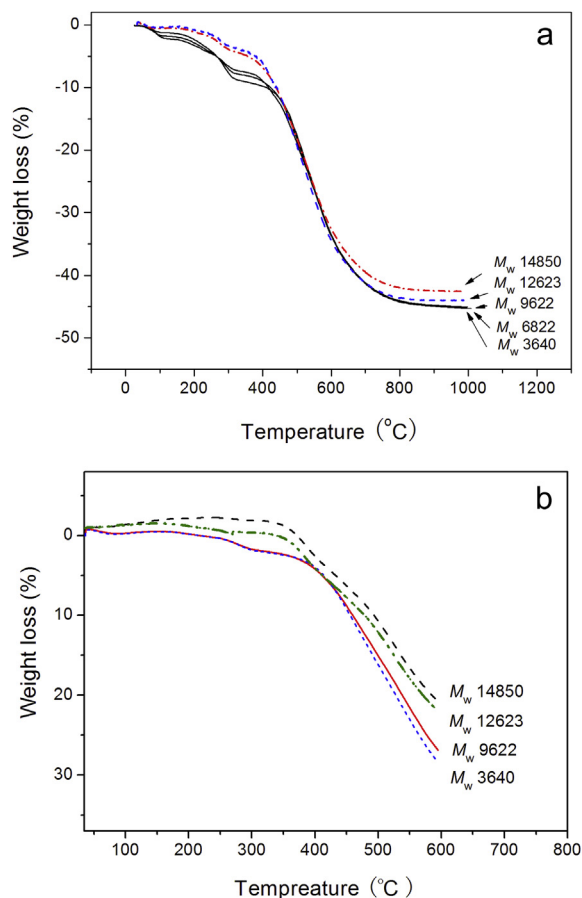 a
0
-10
-20
-30
-40
-50
Weight loss (%)
Mw 14850
Mw 12623
Mw 9622
Mw 6822
Mw 3640
0 200 400 600 800 1000 1200
Temperature (°C)
b
0
10
20
30
Weight loss (%)
Mw 14850
Mw 12623
Mw 9622
Mw 3640
100 200 300 400 500 600 700 800
Tempreature (℃)